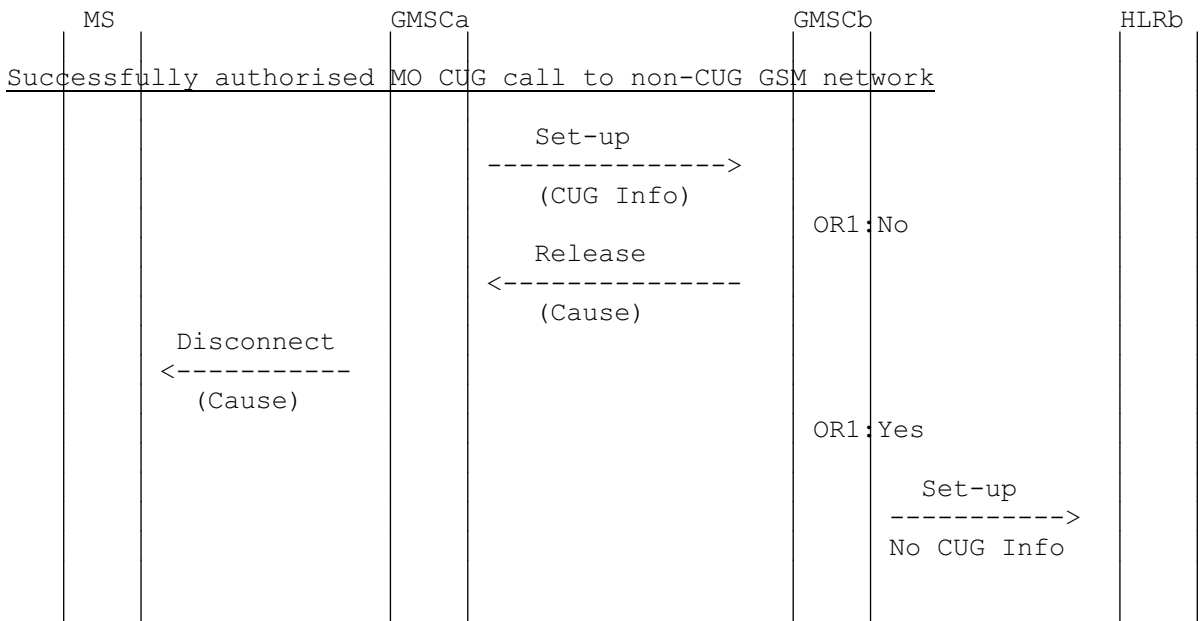 MS GMSCa GMSCb HLRb
Successfully authorised MO CUG call to non-CUG GSM network
Set-up
--------------->
(CUG Info)
OR1:No
Release
<---------------
(Cause)
Disconnect
<-----------
(Cause)
OR1:Yes
Set-up
----------->
No CUG Info